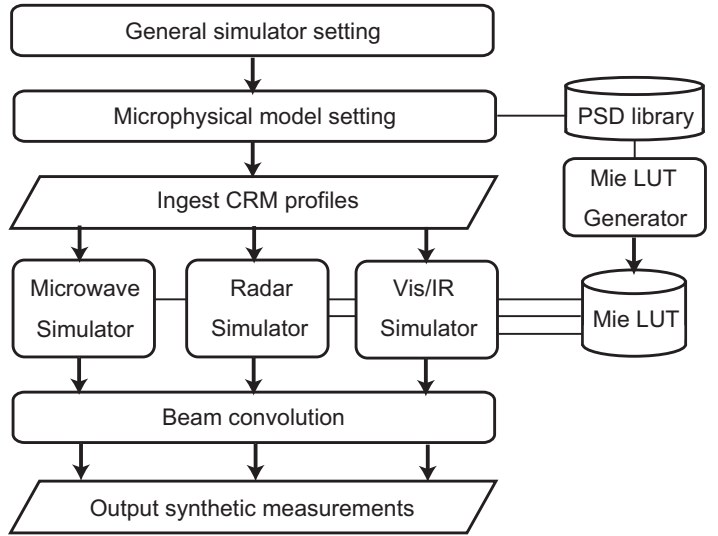 General simulator setting
Microphysical model setting
PSD library
Ingest CRM profiles
Mie LUT
Generator
Microwave
Simulator
Radar
Simulator
Vis/IR
Simulator
Mie LUT
Beam convolution
Output synthetic measurements